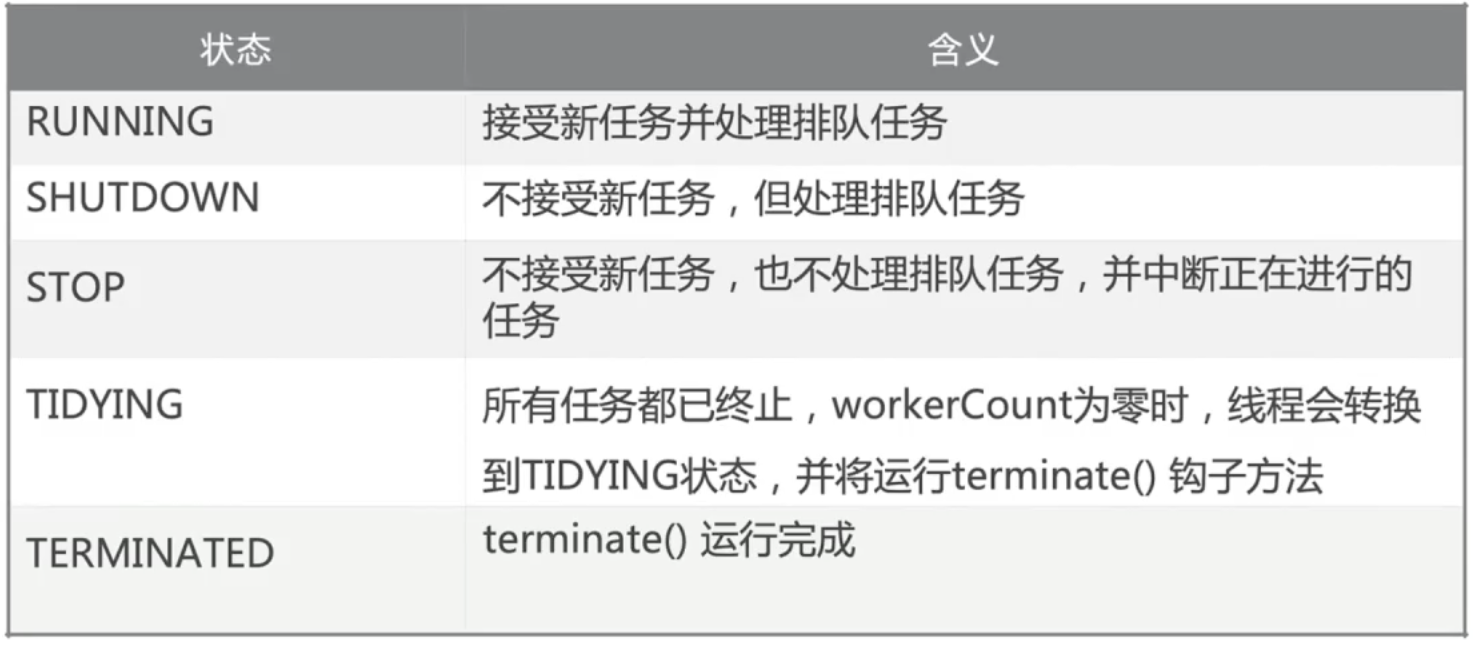 状态 含义
RUNNING 接受新任务并处理排队任务
SHUTDOWN 不接受新任务，但处理排队任务
STOP 不接受新任务，也不处理排队任务，并中断正在进行的
任务
TIDYING 所有任务都已终止，workerCount为零时，线程会转换
到TIDYING状态，并将运行terminate() 钩子方法
TERMINATED terminate() 运行完成